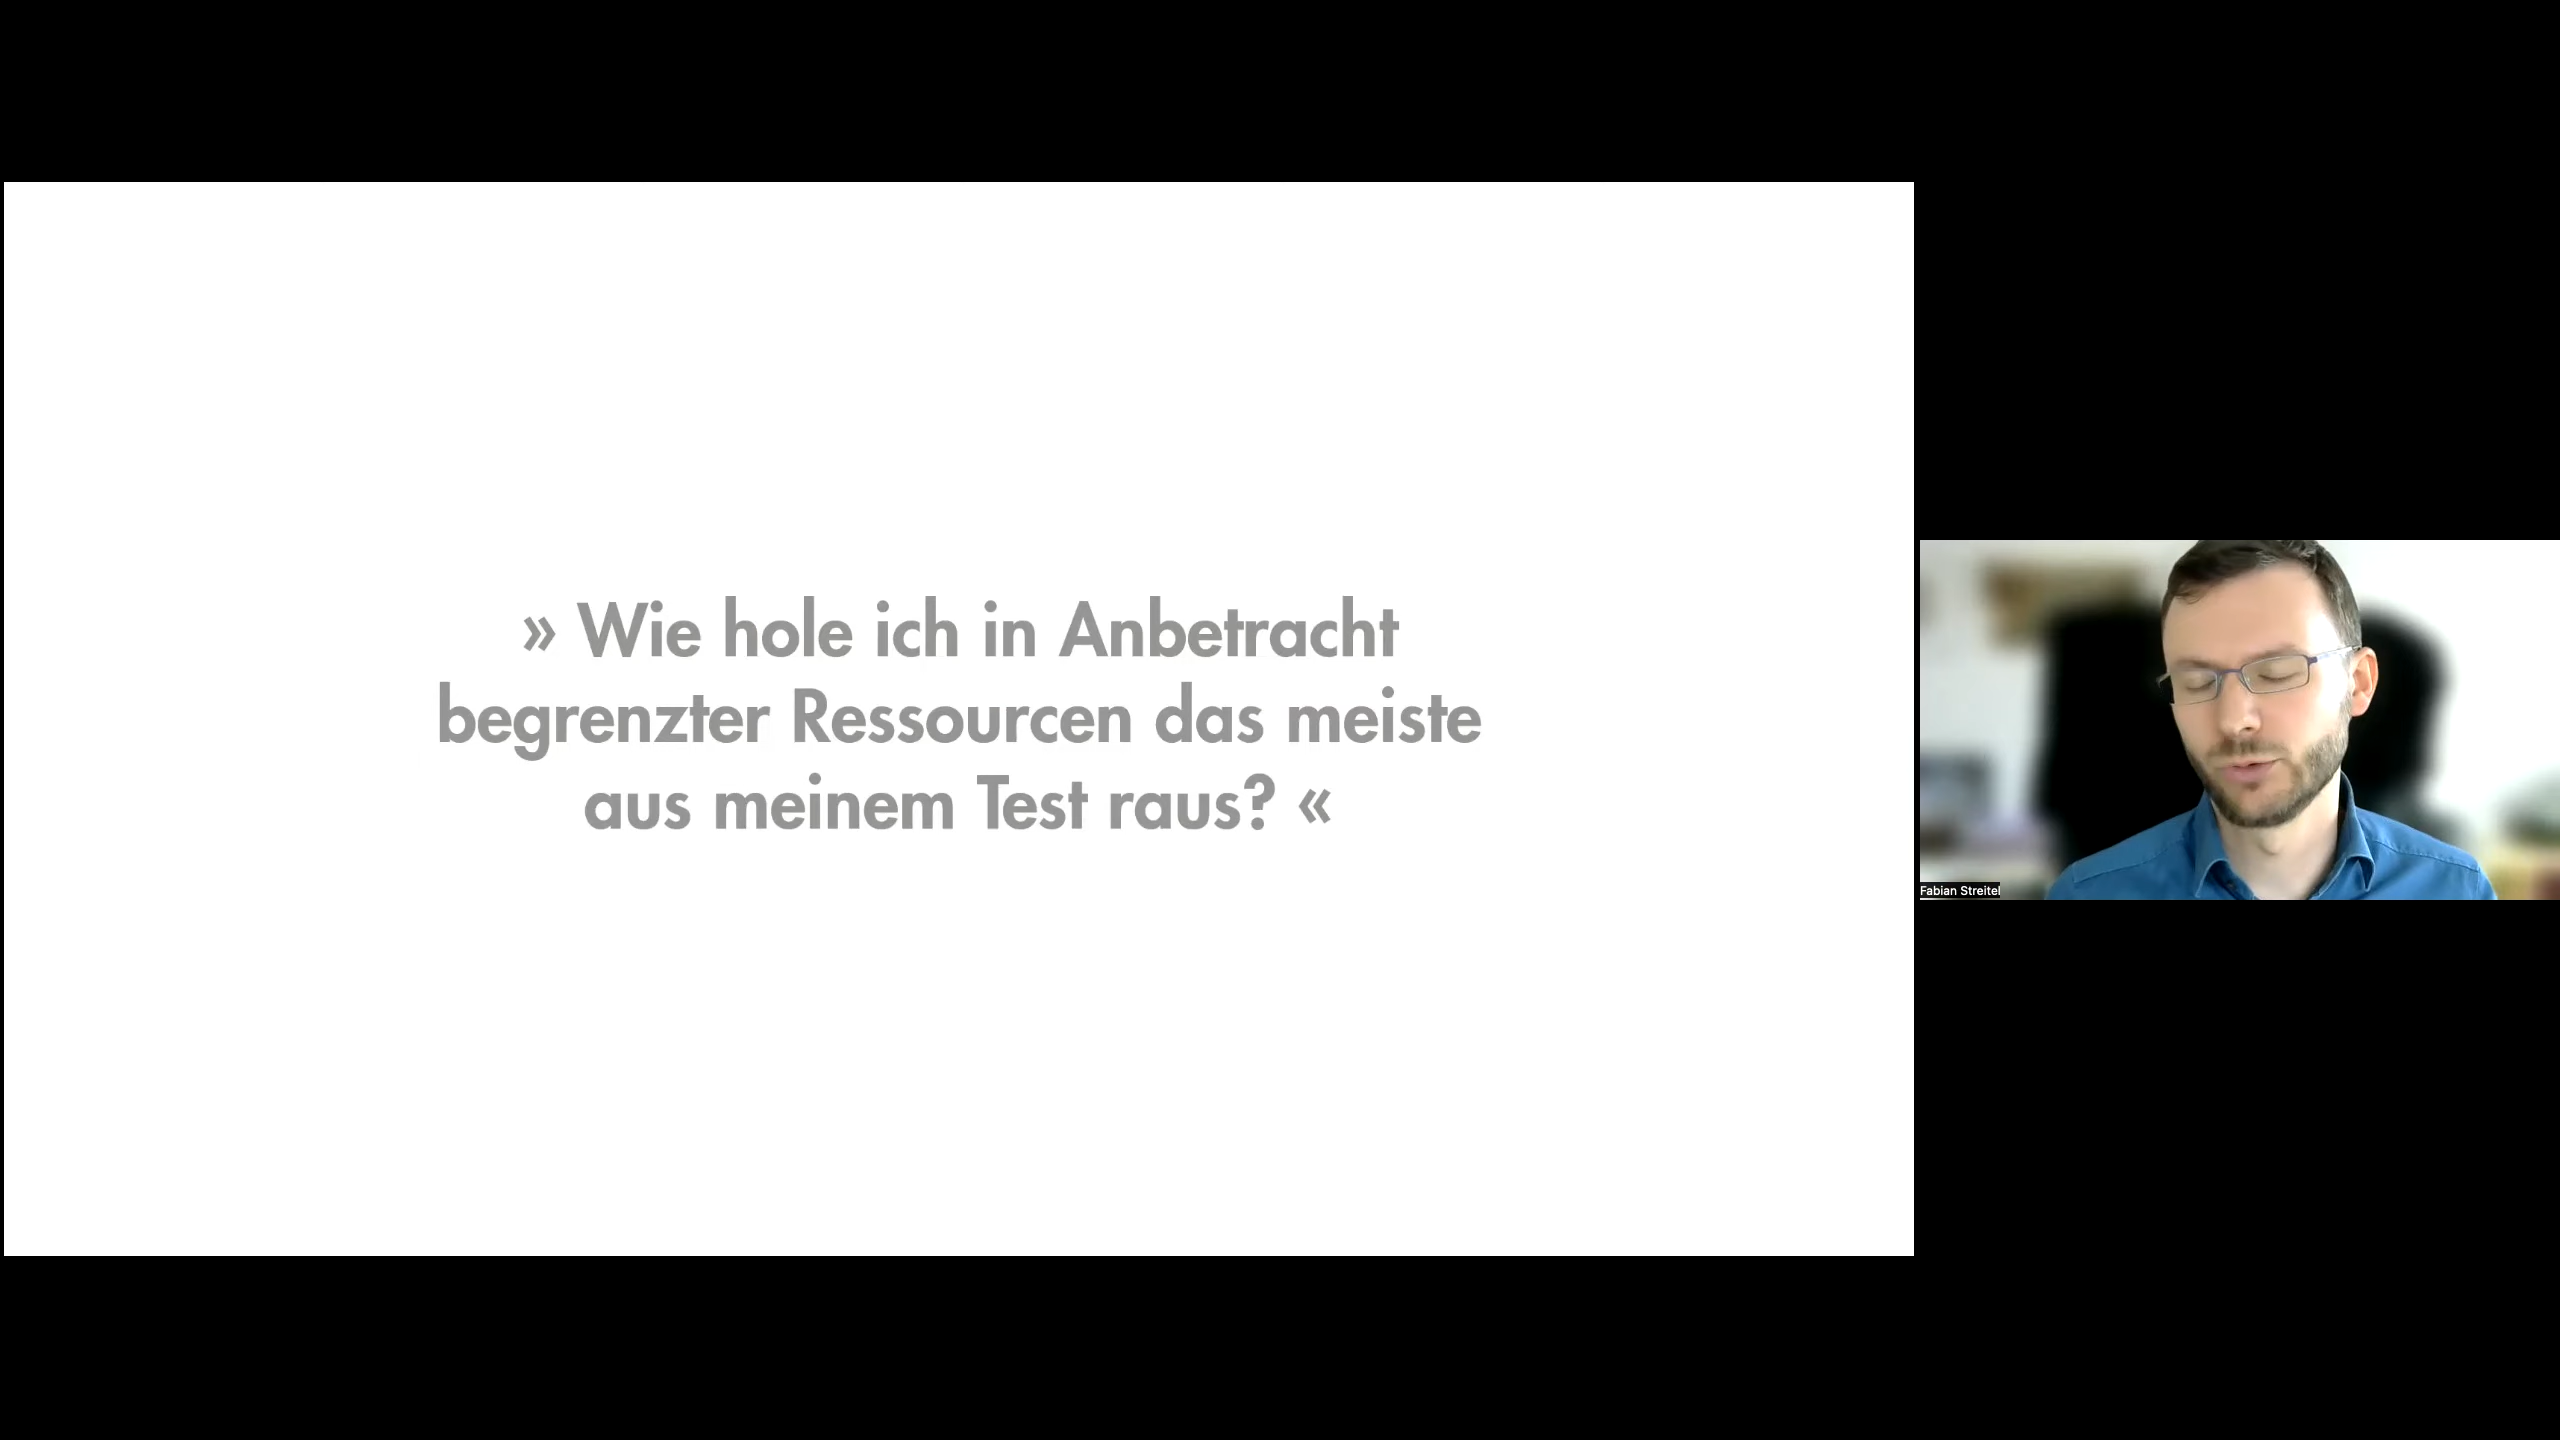 » Wie hole ich in Anbetracht
begrenzter Ressourcen das meiste
aus meinem Test raus? «
Fabian Streitel